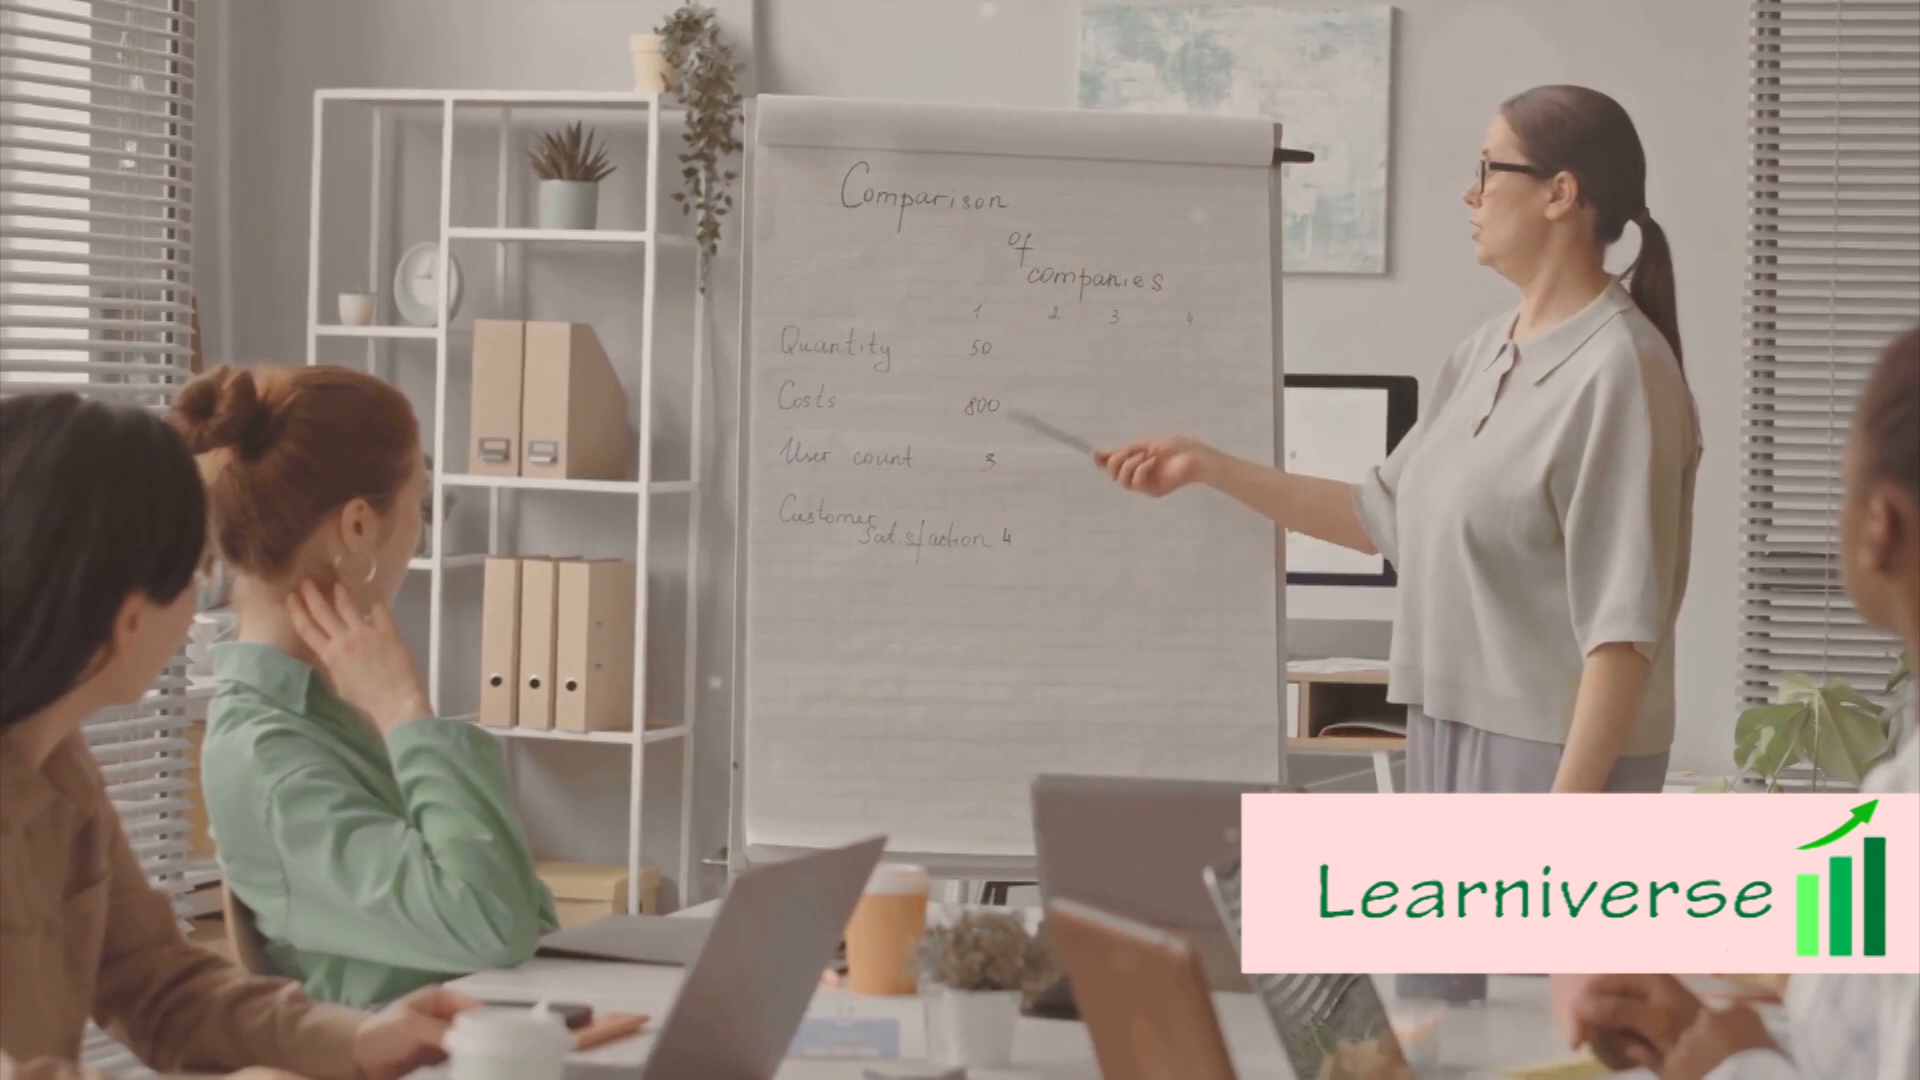 Comparison
of
companies
1 2 3 4
Quantity 50
Costs 800
User count 3
Customer
Satisfaction 4
Learniverse